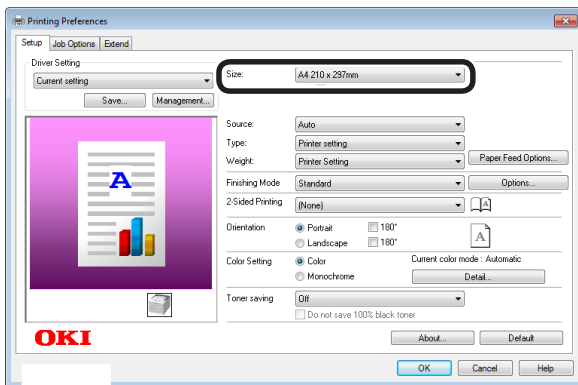 Printing Preferences
Setup Job Options Extend
Driver Setting
Current setting
Save... Management...
Size: A4 210 x 297mm
Source: Auto
Type: Printer setting
Weight: Printer Setting Paper Feed Options...
Finishing Mode Standard Options...
2-Sided Printing (None)
Orientation Portrait 180° A
Landscape 180°
Color Setting Color Current color mode : Automatic
Monochrome Detail...
Toner saving Off
Do not save 100% black toner
A
OKI
About... Default
OK Cancel Help